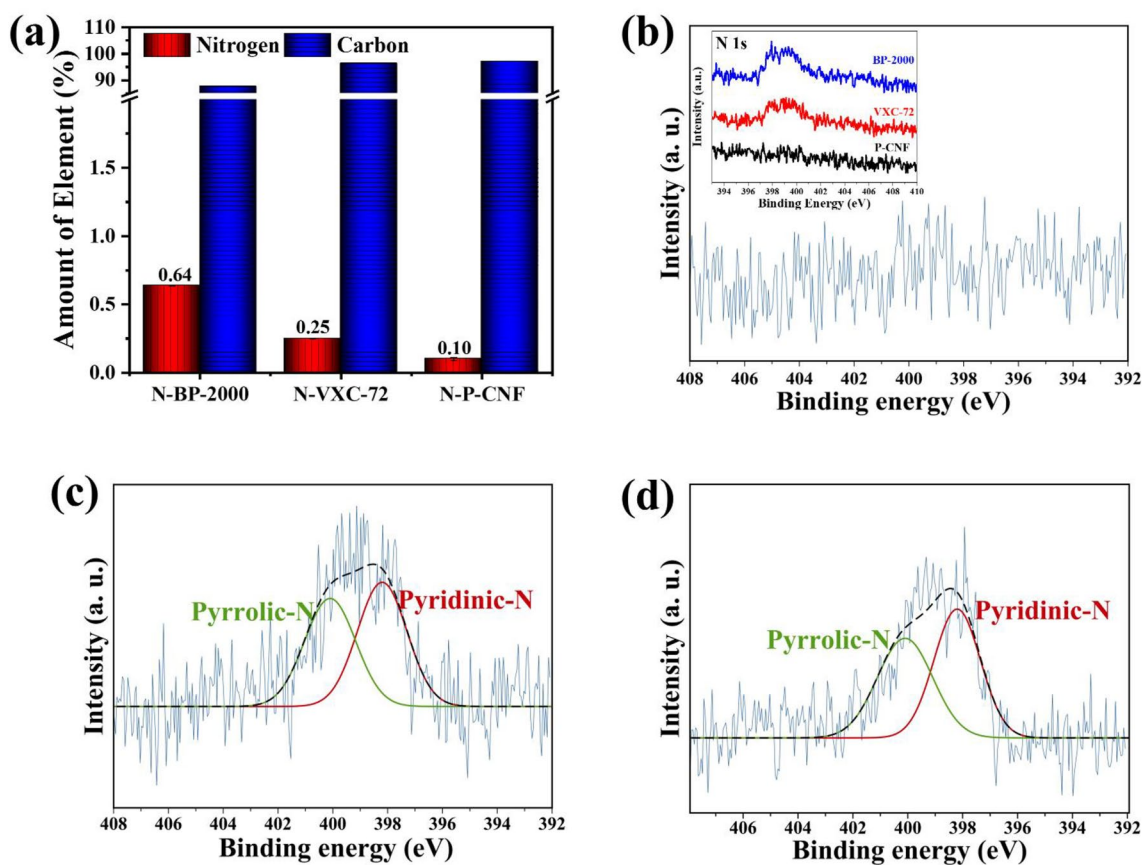 (a)
Amount of Element (%)
110
100
90
1.5
1.0
0.5
0.0
Nitrogen Carbon
0.64
0.25
0.10
N-BP-2000 N-VXC-72 N-P-CNF
(b)
Intensity (a. u.)
N 1s
Intensity (a.u.)
BP-2000
VXC-72
P-CNF
394 396 398 400 402 404 406 408 410
Binding Energy (eV)
408 406 404 402 400 398 396 394 392
Binding energy (eV)
(c)
Intensity (a. u.)
Pyrrolic-N
Pyridinic-N
408 406 404 402 400 398 396 394 392
Binding energy (eV)
(d)
Intensity (a. u.)
Pyrrolic-N
Pyridinic-N
406 404 402 400 398 396 394 392
Binding energy (eV)